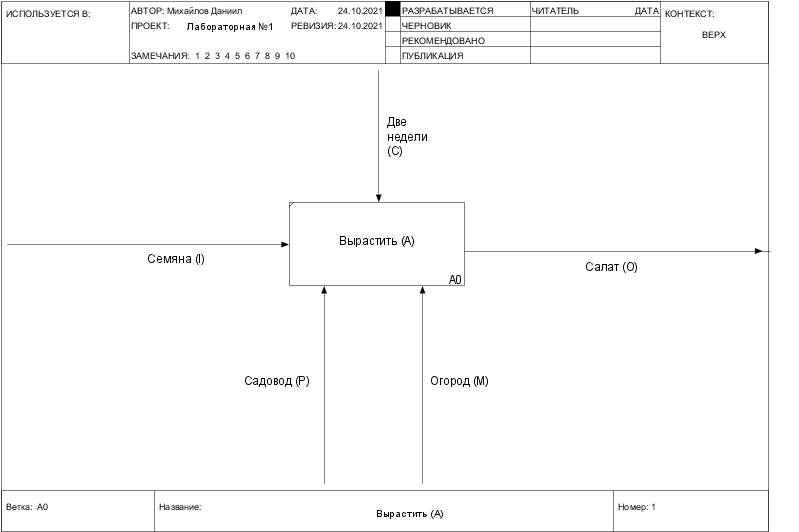 ИСПОЛЬЗУЕТСЯ В:
АВТОР: Михайлов Даниил
ДАТА: 24.10.2021
ПРОЕКТ: Лабораторная №1
РЕВИЗИЯ: 24.10.2021
ЗАМЕЧАНИЯ: 1 2 3 4 5 6 7 8 9 10
РАЗРАБАТЫВАЕТСЯ
ЧЕРНОВИК
РЕКОМЕНДОВАНО
ПУБЛИКАЦИЯ
ЧИТАТЕЛЬ ДАТА
КОНТЕКСТ:
ВЕРХ
Две
недели
(C)
Семяна (I)
Вырастить (A)
A0
Салат (O)
Садовод (P)
Огород (M)
Ветка: A0
Название:
Вырастить (A)
Номер: 1